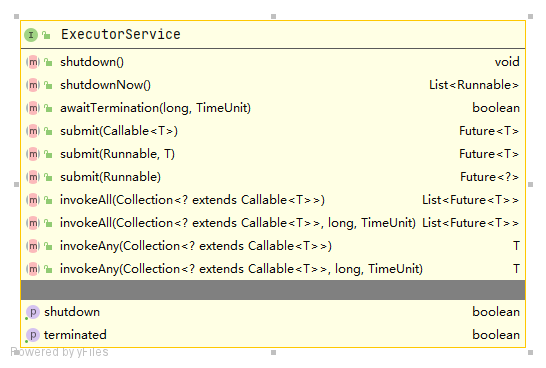 I ExecutorService
m shutdown() void
m shutdownNow() List<Runnable>
m awaitTermination(long, TimeUnit) boolean
m submit(Callable<T>) Future<T>
m submit(Runnable, T) Future<T>
m submit(Runnable) Future<?>
m invokeAll(Collection<? extends Callable<T>>) List<Future<T>>
m invokeAll(Collection<? extends Callable<T>>, long, TimeUnit) List<Future<T>>
m invokeAny(Collection<? extends Callable<T>>) T
m invokeAny(Collection<? extends Callable<T>>, long, TimeUnit) T
p shutdown boolean
p terminated boolean
Powered by yFiles